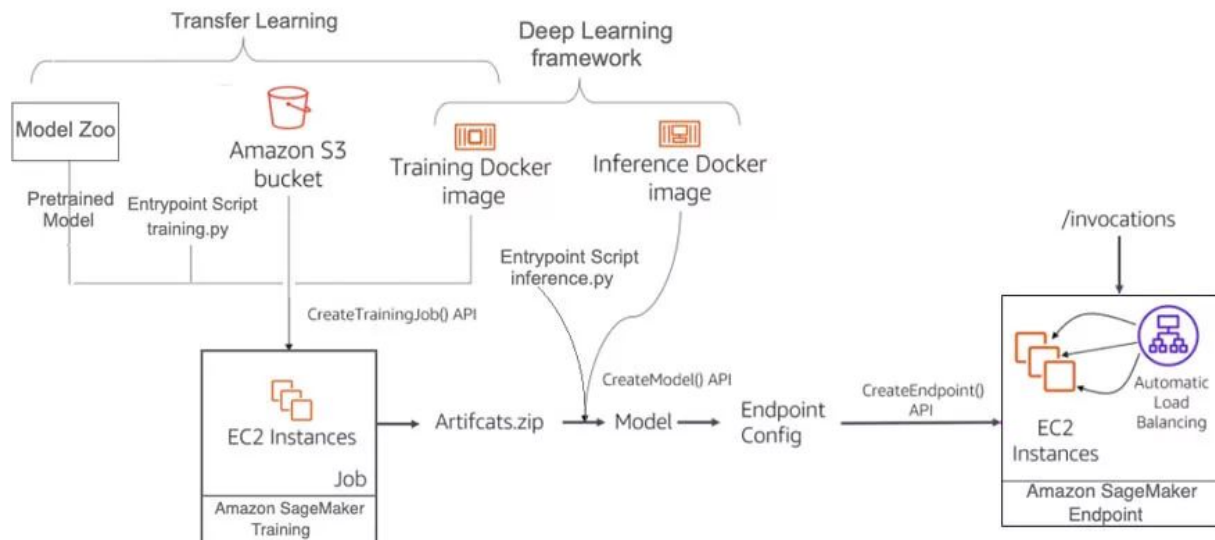 Transfer Learning
Deep Learning
framework
Model Zoo
Amazon S3
bucket
Training Docker
image
Inference Docker
image
Pretrained
Model
Entrypoint Script
training.py
Entrypoint Script
inference.py
/invocations
CreateTrainingJob() API
EC2 Instances
Job
Amazon SageMaker
Training
Artifcats.zip
CreateModel() API
Model
Endpoint
Config
CreateEndpoint()
API
EC2
Instances
Automatic
Load
Balancing
Amazon SageMaker
Endpoint